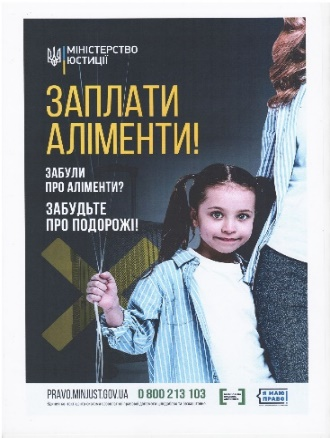 МІНІСТЕРСТВО
ЮСТИЦІЇ
ЗАПЛАТИ
АЛІМЕНТИ!
ЗАБУЛИ
ПРО АЛІМЕНТИ?
ЗАБУДЬТЕ
ПРО ПОДОРОЖІ!
PRAVO.MINJUST.GOV.UA 0 800 213 103
Я МАЮ
ПРАВО!